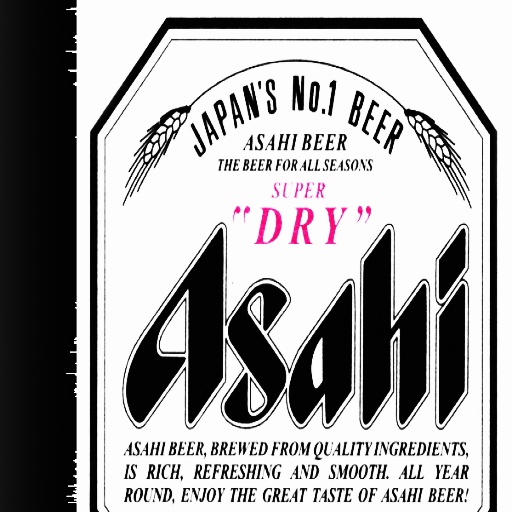 JAPAN'S No.1 BEER
ASAHI BEER
THE BEER FOR ALL SEASONS
SUPER
"DRY"
Asahi
ASAHI BEER, BREWED FROM QUALITY INGREDIENTS,
IS RICH, REFRESHING AND SMOOTH. ALL YEAR
ROUND, ENJOY THE GREAT TASTE OF ASAHI BEER!